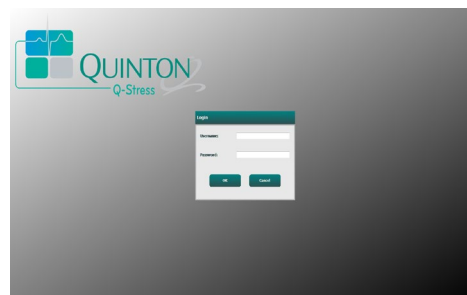 QUINTON
Q-Stress
Login
Username:
Password:
OK
Cancel